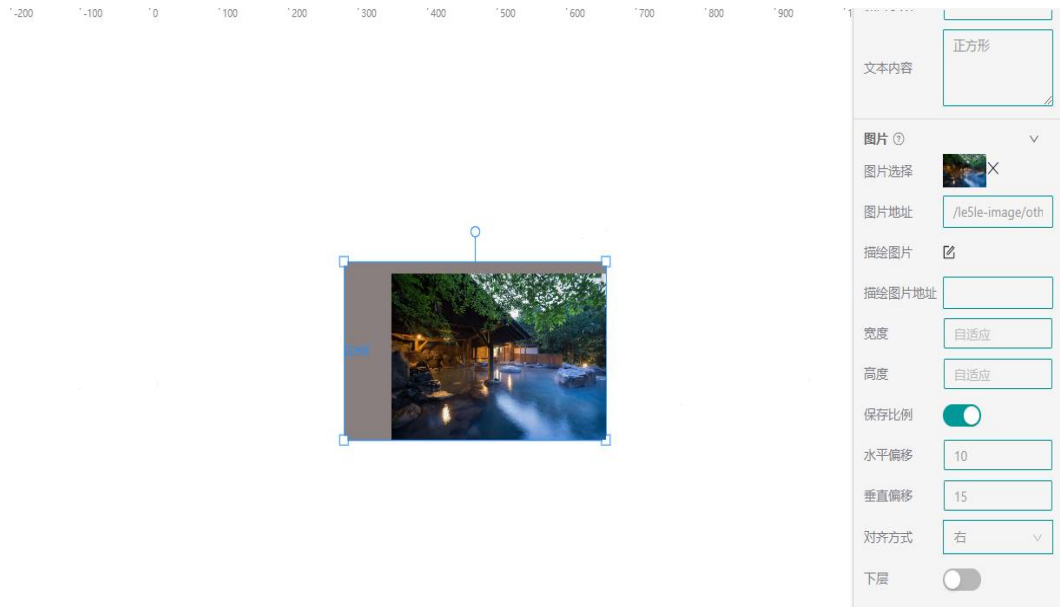 -200 -100 0 100 200 300 400 500 600 700 800 900
文本内容
正方形
图片
图片选择
图片地址
/le5le-image/oth
描绘图片
描绘图片地址
宽度
自适应
高度
自适应
保存比例
水平偏移
10
垂直偏移
15
对齐方式
右
下层